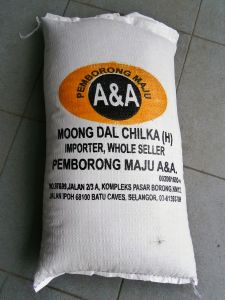 PEMBORONG MAJU
A&A
MOONG DAL CHILKA (H)
IMPORTER, WHOLE SELLER
PEMBORONG MAJU A&A.
JALAN 2/3 A, KOMPLEKS PASAR BORONG
JALAN IPOH 68100 BATU CAVES, SELANGOR.